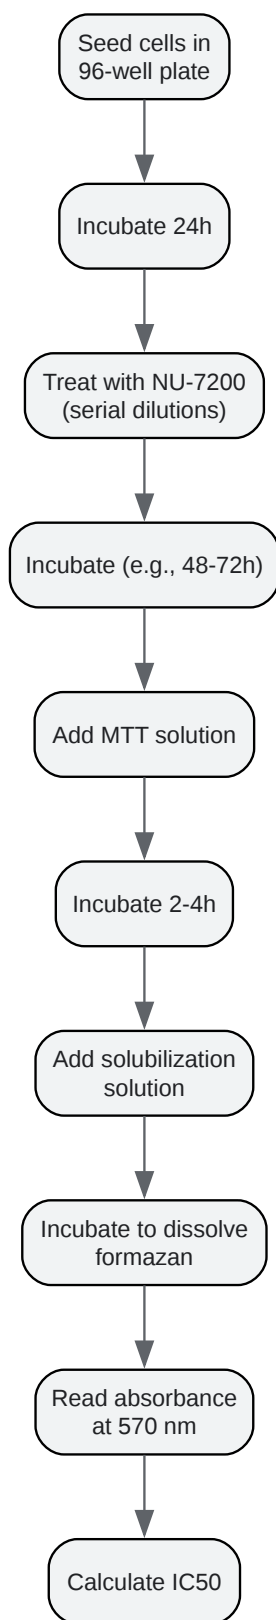 Seed cells in
96-well plate
Incubate 24h
Treat with NU-7200
(serial dilutions)
Incubate (e.g., 48-72h)
Add MTT solution
Incubate 2-4h
Add solubilization
solution
Incubate to dissolve
formazan
Read absorbance
at 570 nm
Calculate IC50